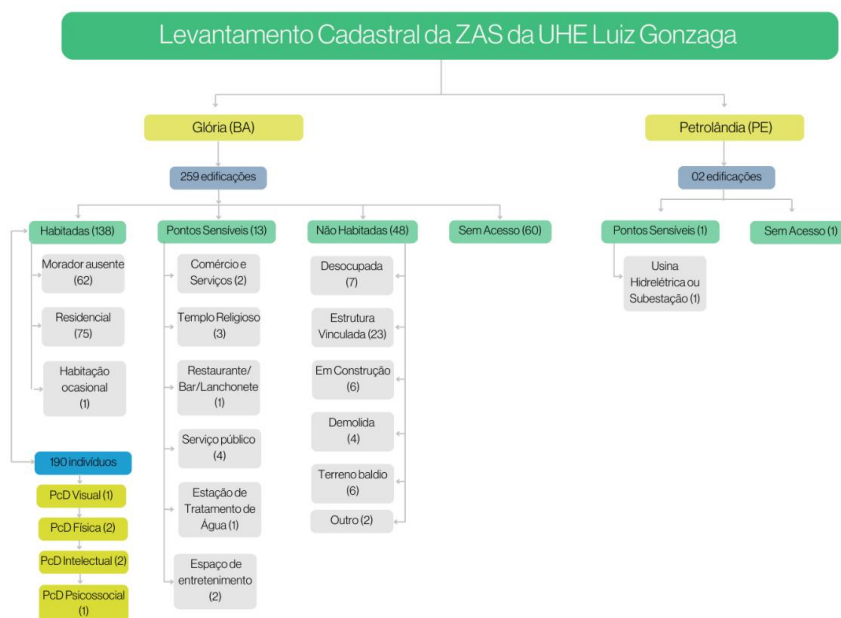 Levantamento Cadastral da ZAS da UHE Luiz Gonzaga
Glória (BA)
Petrolândia (PE)
259 edificações
02 edificações
Habitadas (138)
Pontos Sensíveis (13)
Não Habitadas (48)
Sem Acesso (60)
Pontos Sensíveis (1)
Sem Acesso (1)
Morador ausente
(62)
Residencial
(75)
Habitação
ocasional
(1)
190 indivíduos
PcD Visual (1)
PcD Física (2)
PcD Intelectual (2)
PcD Psicossocial
(1)
Comércio e
Serviços (2)
Templo Religioso
(3)
Restaurante/
Bar/Lanchonete
(1)
Serviço público
(4)
Estação de
Tratamento de
Água (1)
Espaço de
entretenimento
(2)
Desocupada
(7)
Estrutura
Vinculada (23)
Em Construção
(6)
Demolida
(4)
Terreno baldio
(6)
Outro (2)
Usina
Hidrelétrica ou
Subestação (1)